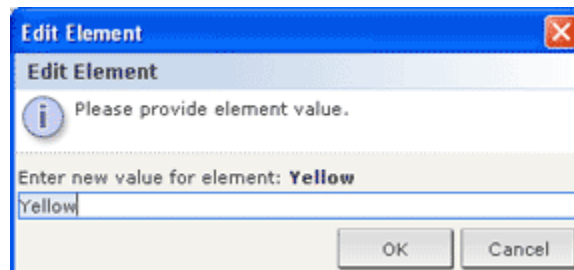 Edit Element
Edit Element
i Please provide element value.
Enter new value for element: Yellow
Yellow
OK Cancel